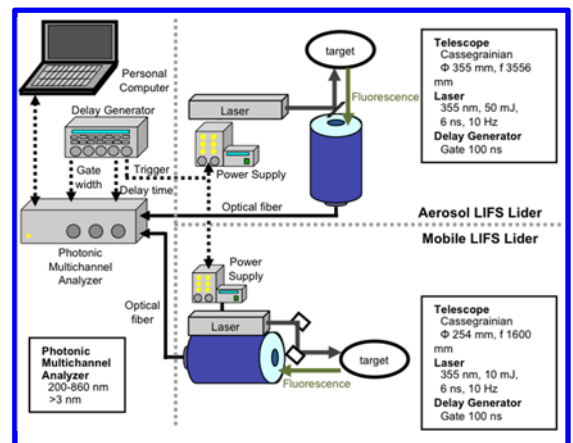 Personal
Computer
Delay Generator
Trigger
Gate
width
Delay time
Photonic
Multichannel
Analyzer
Optical
fiber
Photonic
Multichannel
Analyzer
200-860 nm
>3 nm
target
Fluorescence
Laser
Power Supply
Optical fiber
Aerosol LIFS Lider
Telescope
Cassegrainian
Φ 355 mm, f 3556
mm
Laser
355 nm, 50 mJ,
6 ns, 10 Hz
Delay Generator
Gate 100 ns
Mobile LIFS Lider
Power
Supply
Laser
target
Fluorescence
Telescope
Cassegrainian
Φ 254 mm, f 1600
mm
Laser
355 nm, 10 mJ,
6 ns, 10 Hz
Delay Generator
Gate 100 ns